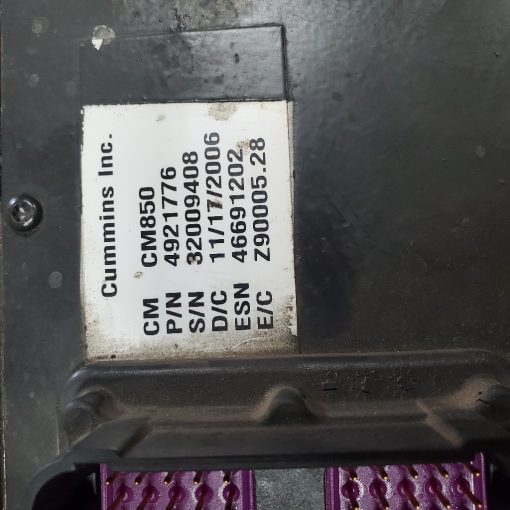 Cummins Inc.
CM CM850
P/N 4921776
S/N 32009408
D/C 11/17/2006
ESN 46691202
E/C Z90005.28